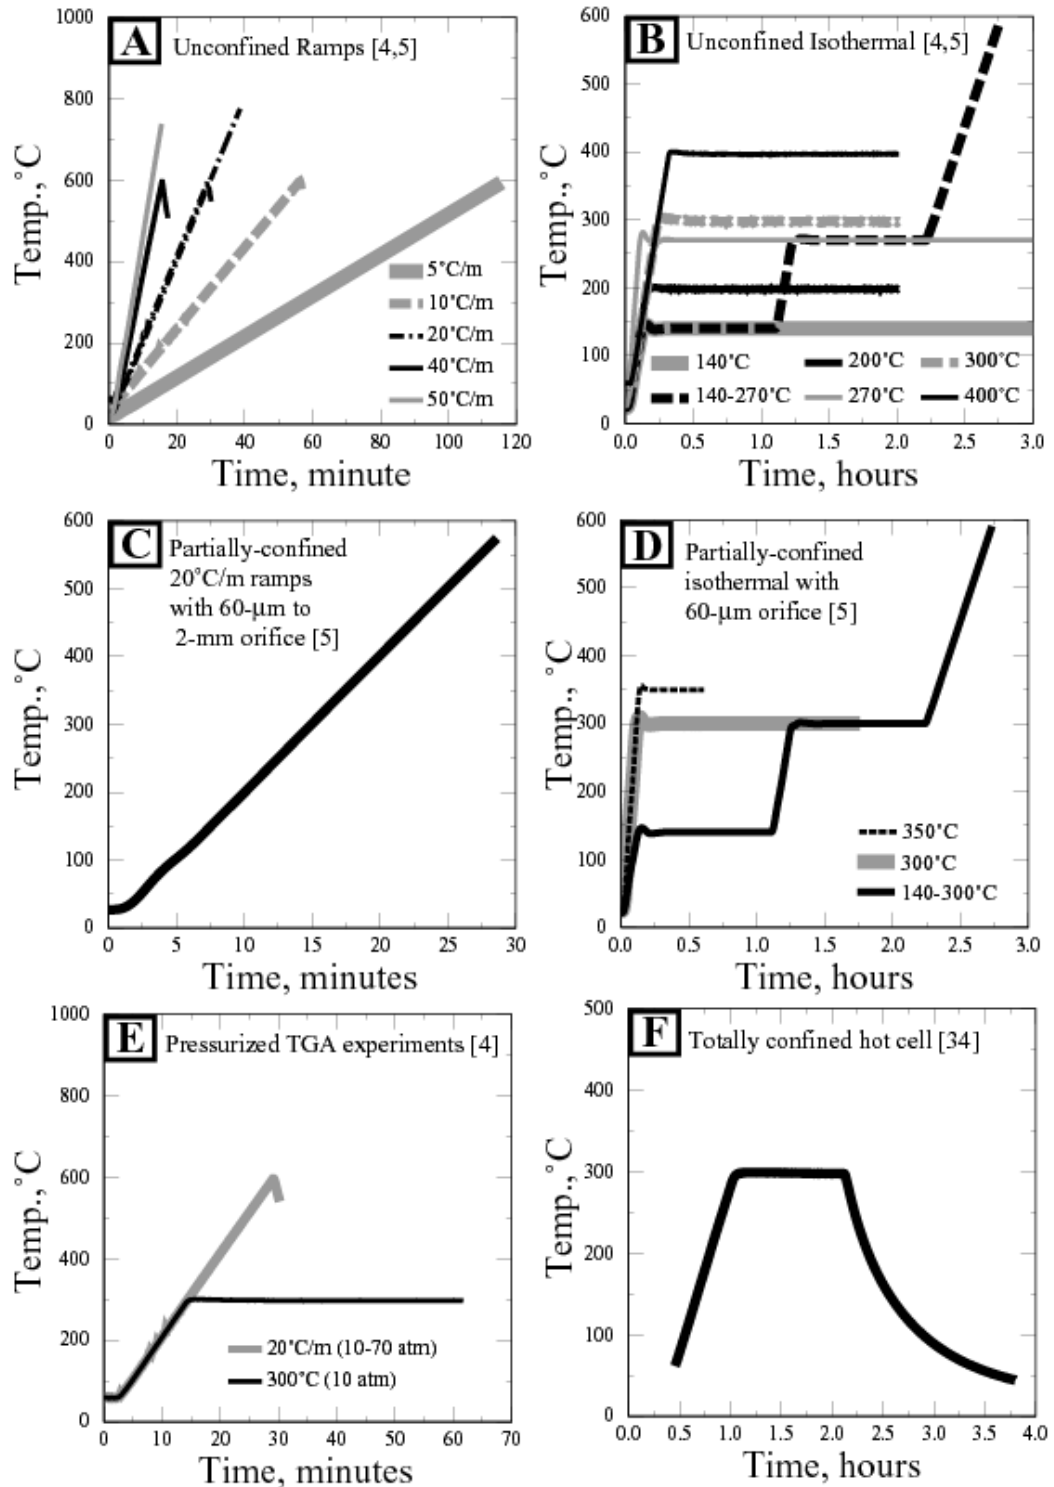 A
Unconfined Ramps [4,5]
Temp.,°C
1000
800
600
400
200
0
5°C/m
10°C/m
20°C/m
40°C/m
50°C/m
0 20 40 60 80 100 120
Time, minute
B
Unconfined Isothermal [4,5]
Temp.,°C
600
500
400
300
200
100
0
140°C 200°C 300°C
140-270°C 270°C 400°C
0.0 0.5 1.0 1.5 2.0 2.5 3.0
Time, hours
C
Partially-confined
20°C/m ramps
with 60-μm to
2-mm orifice [5]
Temp.,°C
600
500
400
300
200
100
0
0 5 10 15 20 25 30
Time, minutes
D
Partially-confined
isothermal with
60-μm orifice [5]
Temp.,°C
600
500
400
300
200
100
0
350°C
300°C
140-300°C
0.0 0.5 1.0 1.5 2.0 2.5 3.0
Time, hours
E
Pressurized TGA experiments [4]
Temp.,°C
1000
800
600
400
200
0
20°C/m (10-70 atm)
300°C (10 atm)
0 10 20 30 40 50 60 70
Time, minutes
F
Totally confined hot cell [34]
Temp.,°C
500
400
300
200
100
0
0.0 0.5 1.0 1.5 2.0 2.5 3.0 3.5 4.0
Time, hours